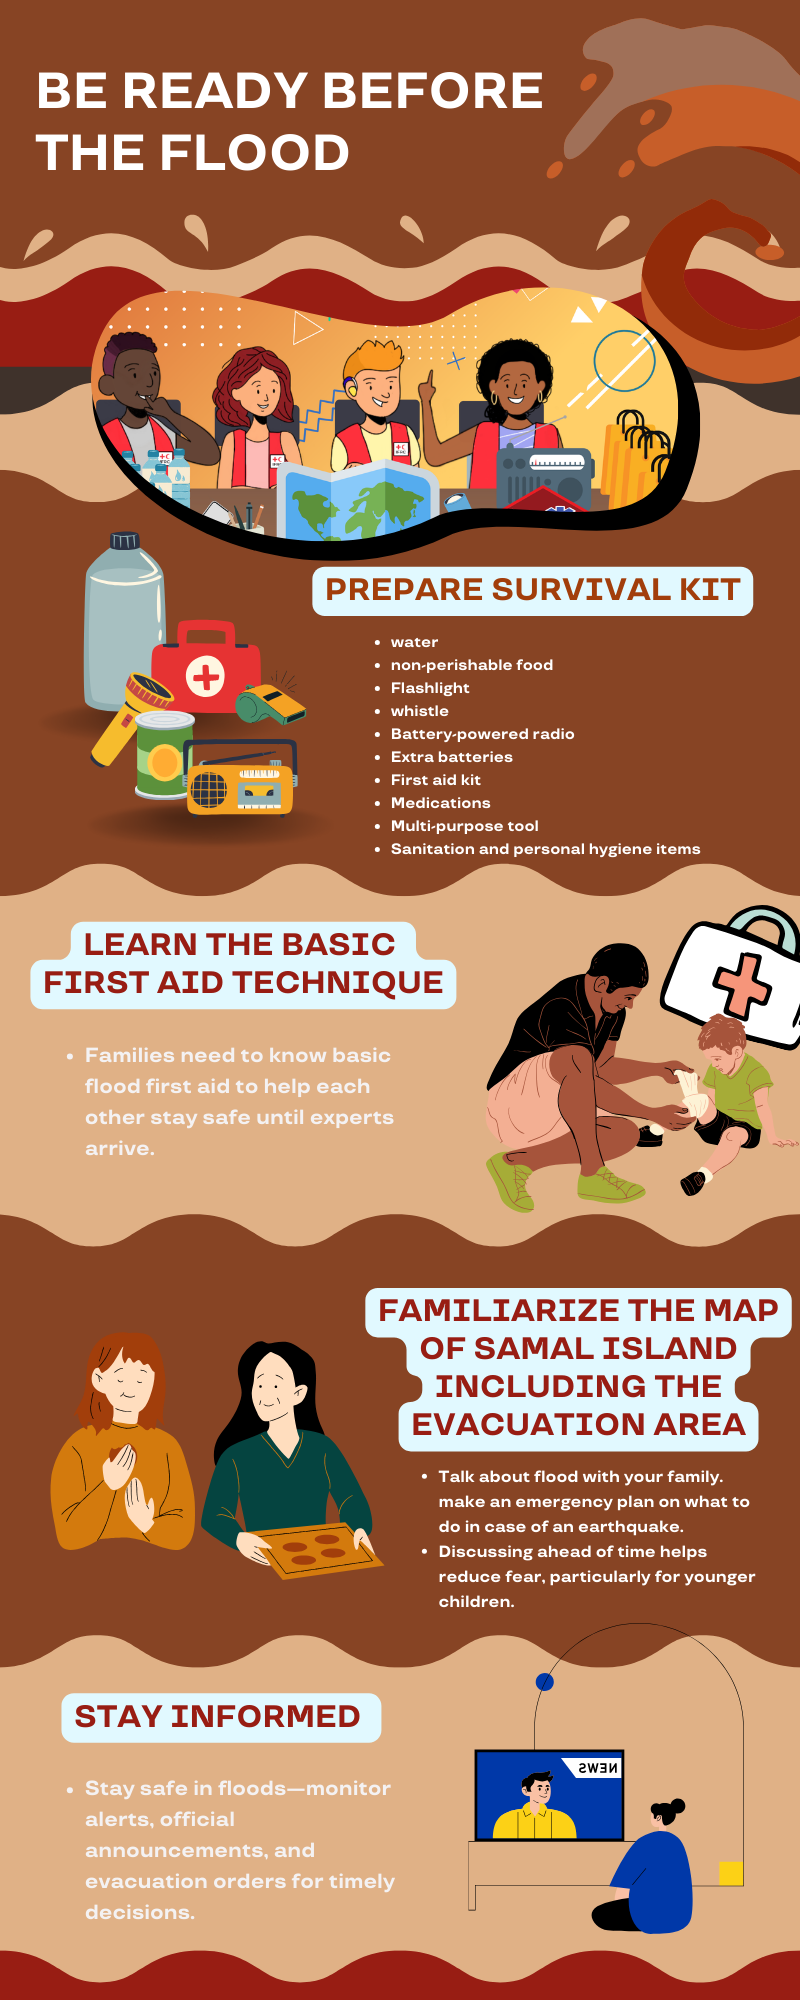 BE READY BEFORE
THE FLOOD
PREPARE SURVIVAL KIT
• water
• non-perishable food
• Flashlight
• whistle
• Battery-powered radio
• Extra batteries
• First aid kit
• Medications
• Multi-purpose tool
• Sanitation and personal hygiene items
LEARN THE BASIC
FIRST AID TECHNIQUE
• Families need to know basic
flood first aid to help each
other stay safe until experts
arrive.
FAMILIARIZE THE MAP
OF SAMAL ISLAND
INCLUDING THE
EVACUATION AREA
• Talk about flood with your family.
make an emergency plan on what to
do in case of an earthquake.
• Discussing ahead of time helps
reduce fear, particularly for younger
children.
STAY INFORMED
NEWS
• Stay safe in floods—monitor
alerts, official
announcements, and
evacuation orders for timely
decisions.